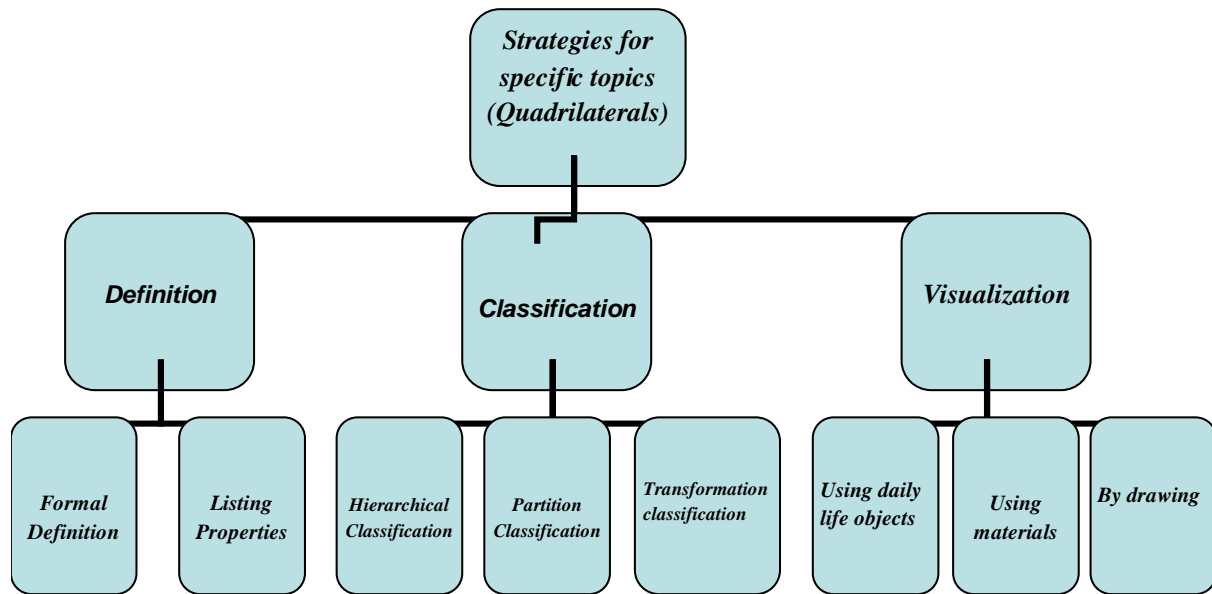 Strategies for
specific topics
(Quadrilaterals)
Definition
Classification
Visualization
Formal
Definition
Listing
Properties
Hierarchical
Classification
Partition
Classification
Transformation
classification
Using daily
life objects
Using
materials
By drawing